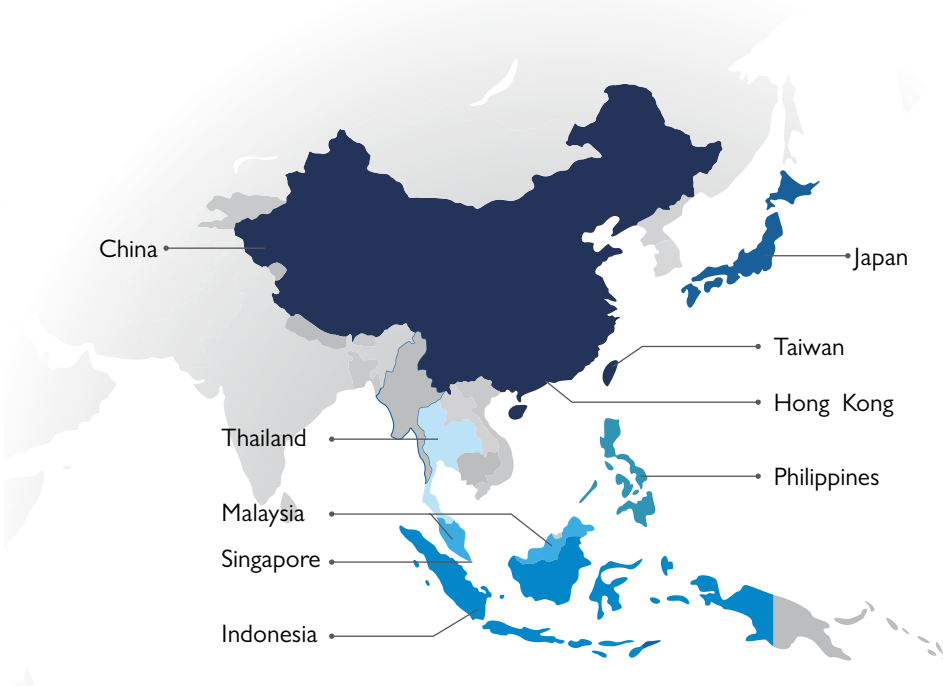 China
Japan
Taiwan
Hong Kong
Thailand
Philippines
Malaysia
Singapore
Indonesia